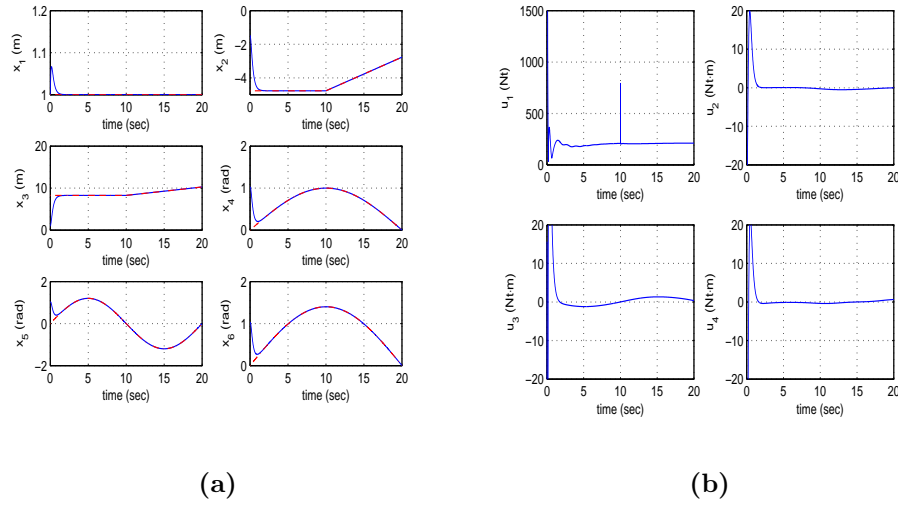 1.2
1.1
1
x1 (m)
0 5 10 15 20
time (sec)
0
−2
−4
x2 (m)
0 5 10 15 20
time (sec)
20
10
0
x3 (m)
0 5 10 15 20
time (sec)
2
1
0
x4 (rad)
0 5 10 15 20
time (sec)
2
0
−2
x5 (rad)
0 5 10 15 20
time (sec)
2
1
0
x6 (rad)
0 5 10 15 20
time (sec)
(a)
1500
1000
500
0
u1 (Nt)
0 5 10 15 20
time (sec)
20
10
0
−10
−20
u2 (Nt·m)
0 5 10 15 20
time (sec)
20
10
0
−10
−20
u3 (Nt·m)
0 5 10 15 20
time (sec)
20
10
0
−10
−20
u4 (Nt·m)
0 5 10 15 20
time (sec)
(b)